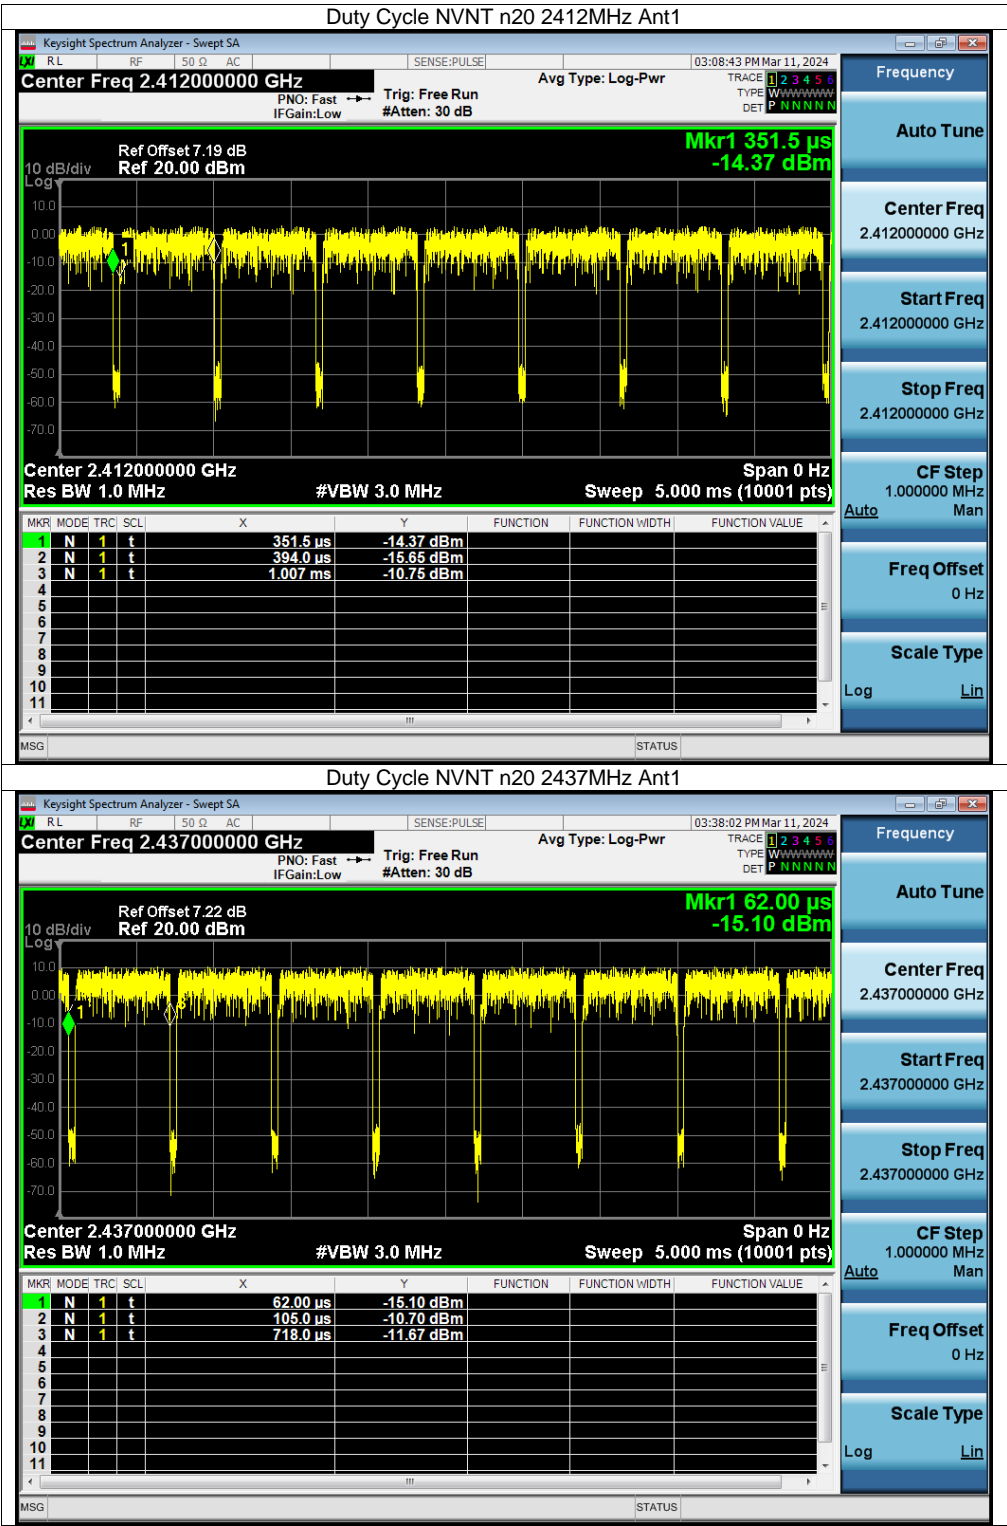 Duty Cycle NVNT n20 2412MHz Ant1
Keysight Spectrum Analyzer - Swept SA
LXI RL RF 50 Ω AC SENSE:PULSE 03:08:43 PM Mar 11, 2024
Center Freq 2.412000000 GHz
PNO: Fast
IFGain:Low
Trig: Free Run
#Atten: 30 dB
Avg Type: Log-Pwr
TRACE 1 2 3 4 5 6
TYPE WWWWWW
DET P N N N N N
Frequency
Auto Tune
Center Freq
2.412000000 GHz
Start Freq
2.412000000 GHz
Stop Freq
2.412000000 GHz
CF Step
1.000000 MHz
Auto Man
Freq Offset
0 Hz
Scale Type
Log Lin
Mkr1 351.5 µs
-14.37 dBm
Ref Offset 7.19 dB
10 dB/div Ref 20.00 dBm
Log
10.0
0.00
-10.0
-20.0
-30.0
-40.0
-50.0
-60.0
-70.0
1
Center 2.412000000 GHz Span 0 Hz
Res BW 1.0 MHz #VBW 3.0 MHz Sweep 5.000 ms (10001 pts)
MKR MODE TRC SCL X Y FUNCTION FUNCTION WIDTH FUNCTION VALUE
1 N 1 t 351.5 µs -14.37 dBm
2 N 1 t 394.0 µs -15.65 dBm
3 N 1 t 1.007 ms -10.75 dBm
4
5
6
7
8
9
10
11
MSG STATUS
Duty Cycle NVNT n20 2437MHz Ant1
Keysight Spectrum Analyzer - Swept SA
LXI RL RF 50 Ω AC SENSE:PULSE 03:38:02 PM Mar 11, 2024
Center Freq 2.437000000 GHz
PNO: Fast
IFGain:Low
Trig: Free Run
#Atten: 30 dB
Avg Type: Log-Pwr
TRACE 1 2 3 4 5 6
TYPE WWWWWW
DET P N N N N N
Frequency
Auto Tune
Center Freq
2.437000000 GHz
Start Freq
2.437000000 GHz
Stop Freq
2.437000000 GHz
CF Step
1.000000 MHz
Auto Man
Freq Offset
0 Hz
Scale Type
Log Lin
Mkr1 62.00 µs
-15.10 dBm
Ref Offset 7.22 dB
10 dB/div Ref 20.00 dBm
Log
10.0
0.00
-10.0
-20.0
-30.0
-40.0
-50.0
-60.0
-70.0
1
Center 2.437000000 GHz Span 0 Hz
Res BW 1.0 MHz #VBW 3.0 MHz Sweep 5.000 ms (10001 pts)
MKR MODE TRC SCL X Y FUNCTION FUNCTION WIDTH FUNCTION VALUE
1 N 1 t 62.00 µs -15.10 dBm
2 N 1 t 105.0 µs -10.70 dBm
3 N 1 t 718.0 µs -11.67 dBm
4
5
6
7
8
9
10
11
MSG STATUS